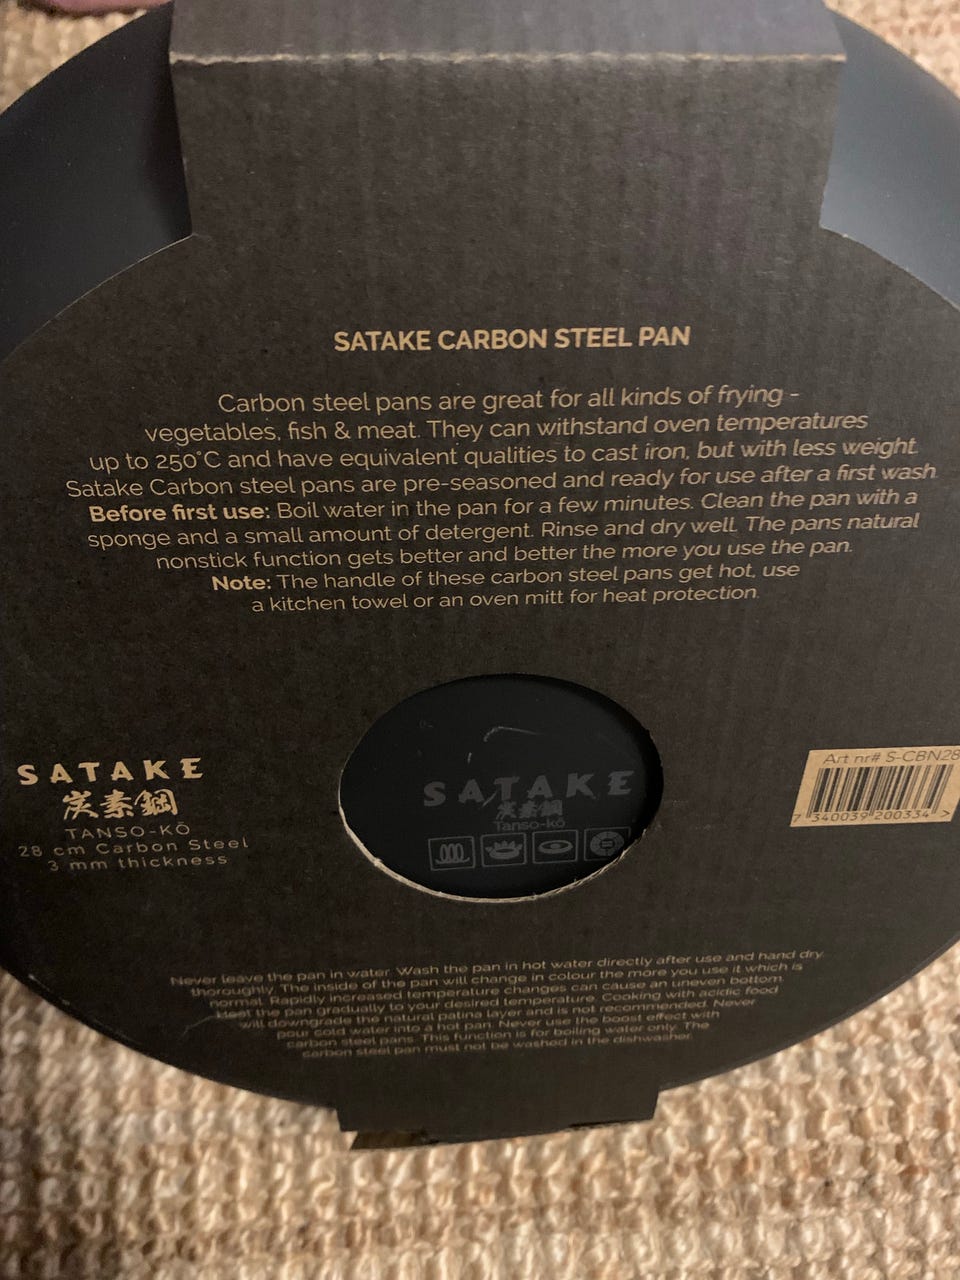 SATAKE CARBON STEEL PAN
Carbon steel pans are great for all kinds of frying -
vegetables, fish & meat. They can withstand oven temperatures
up to 250°C and have equivalent qualities to cast iron, but with less weight.
Satake Carbon steel pans are pre-seasoned and ready for use after a first wash.
Before first use: Boil water in the pan for a few minutes. Clean the pan with a
sponge and a small amount of detergent. Rinse and dry well. The pans natural
nonstick function gets better and better the more you use the pan.
Note: The handle of these carbon steel pans get hot, use
a kitchen towel or an oven mitt for heat protection.
SATAKE
炭素鋼
TANSO-KŌ
28 cm Carbon Steel
3 mm thickness
SATAKE
炭素鋼
Tanso-kō
Art nr# S-CBN28
7 340039 200334 >
Never leave the pan in water. Wash the pan in hot water directly after use and hand dry
thoroughly. The inside of the pan will change in colour the more you use it which is
normal. Rapidly increased temperature changes can cause an uneven bottom.
Heat the pan gradually to your desired temperature. Cooking with acidic food
will downgrade the natural patina layer and is not recommended. Never
pour cold water into a hot pan. Never use the boost effect with
carbon steel pans. This function is for boiling water only. The
carbon steel pan must not be washed in the dishwasher.